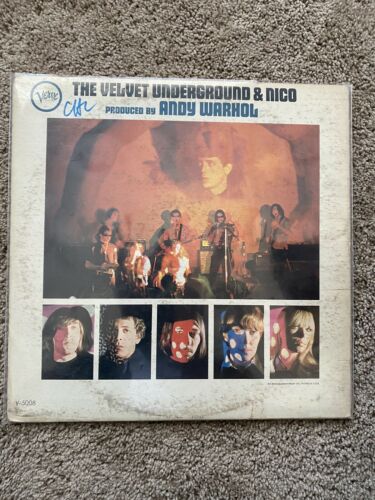 Verve
THE VELVET UNDERGROUND & NICO
PRODUCED BY ANDY WARHOL
V-5008